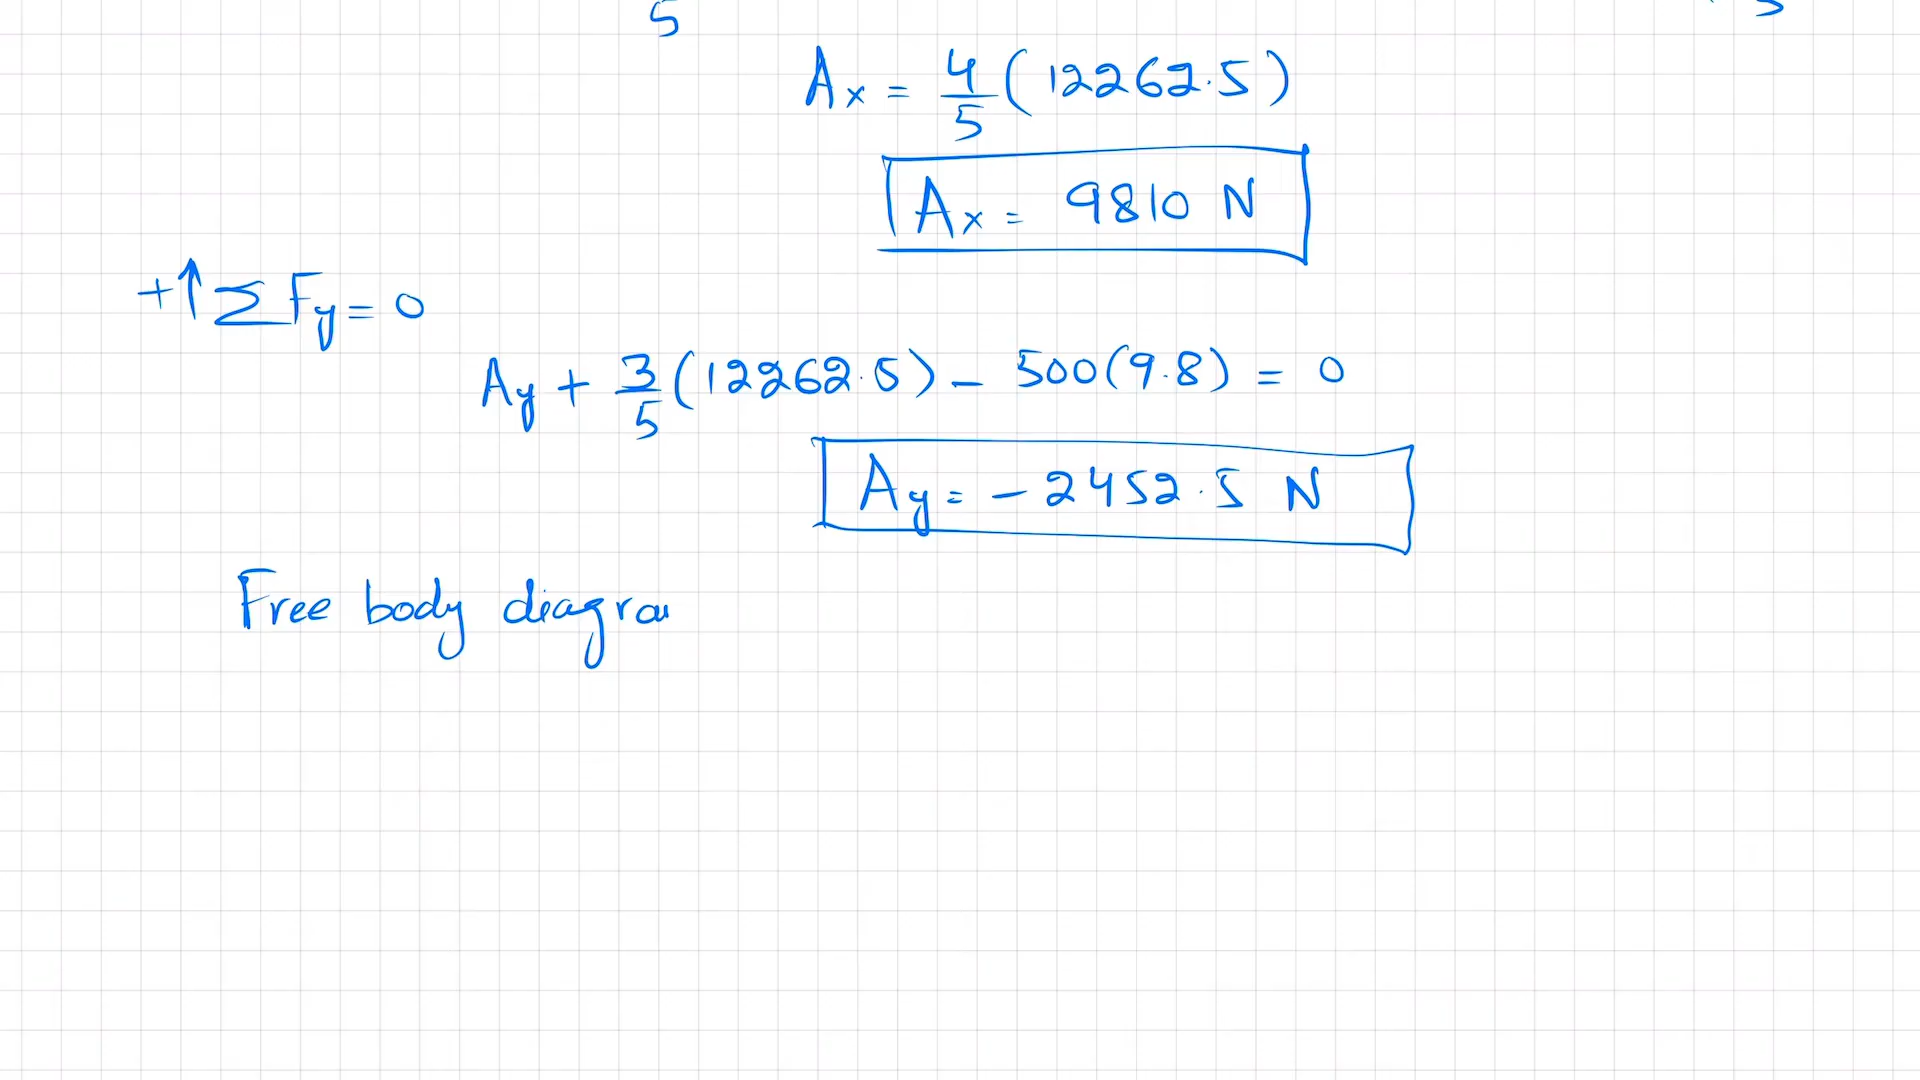 5
Ax = 4/5 (12262.5)
Ax = 9810 N
+↑ΣFy = 0
Ay + 3/5 (12262.5) - 500(9.8) = 0
Ay = -2452.5 N
Free body diagra